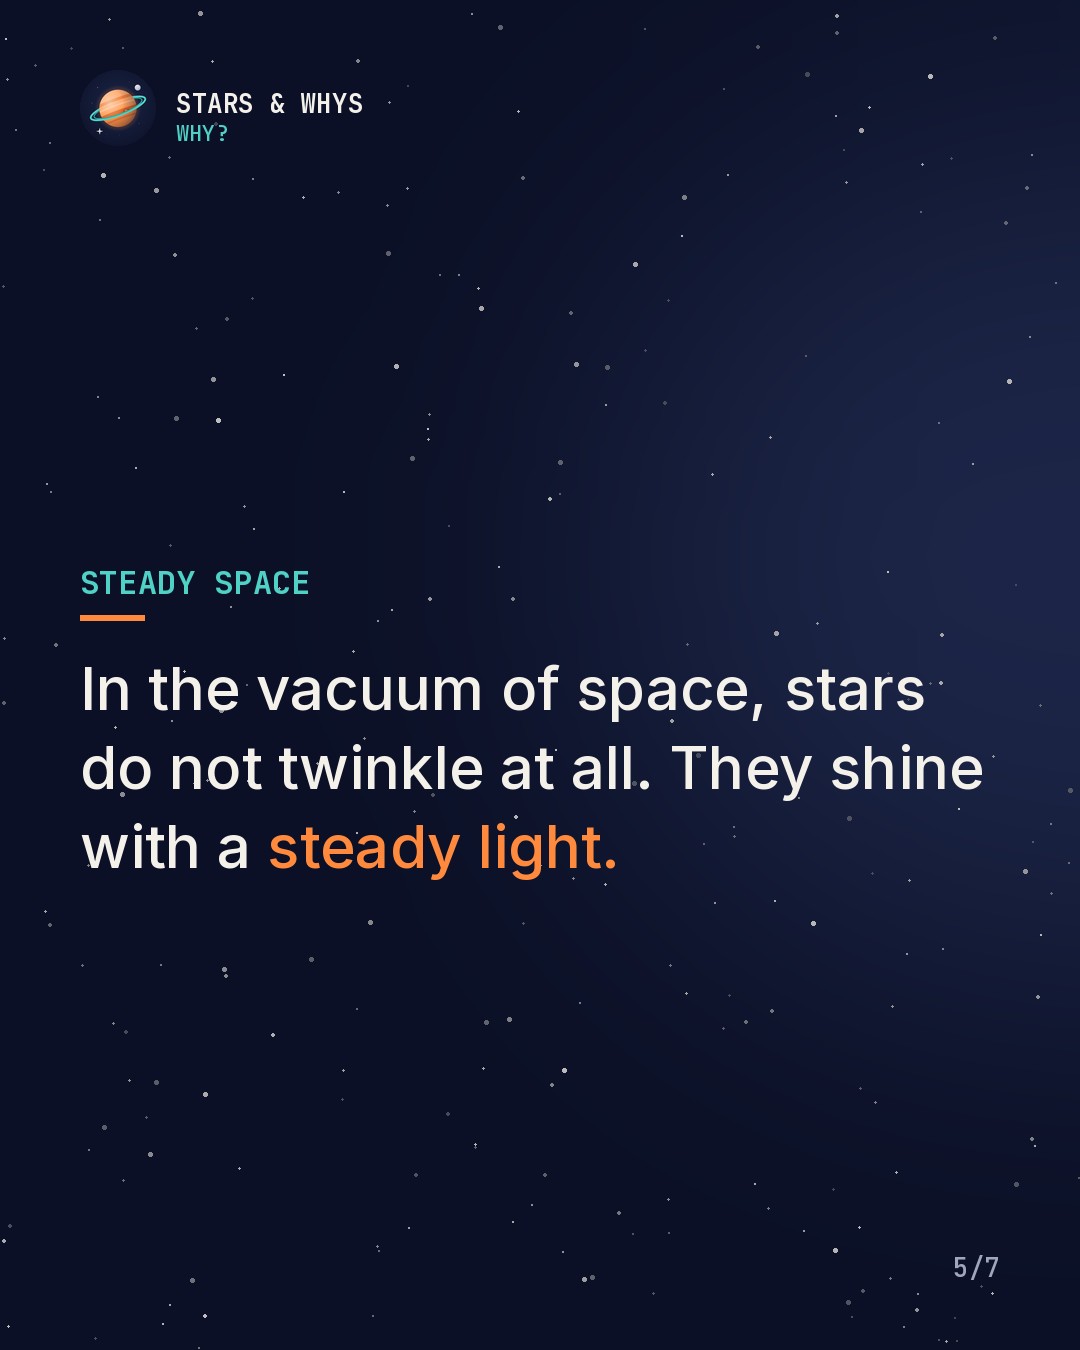 STARS & WHYS
WHY?
STEADY SPACE
In the vacuum of space, stars
do not twinkle at all. They shine
with a steady light.
5/7